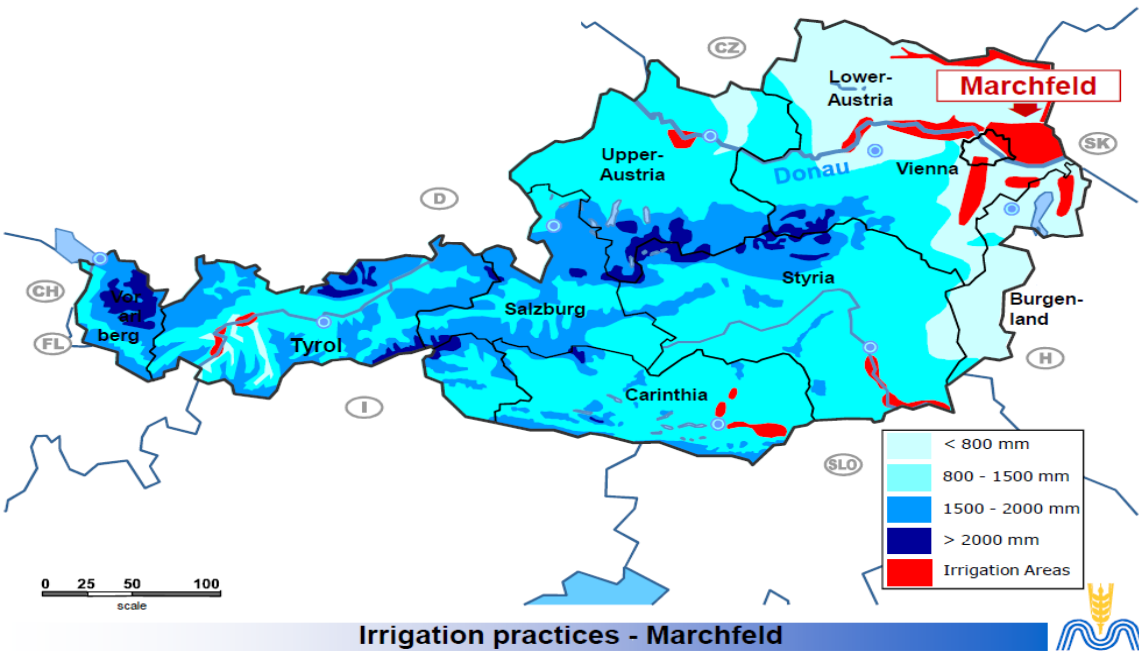 CZ
Lower-
Austria
Marchfeld
SK
Upper-
Austria
Donau
Vienna
D
Styria
CH
Vor
arl
berg
Salzburg
Burgen-
land
FL
Tyrol
H
I
Carinthia
SLO
< 800 mm
800 - 1500 mm
1500 - 2000 mm
> 2000 mm
Irrigation Areas
0 25 50 100
scale
Irrigation practices - Marchfeld